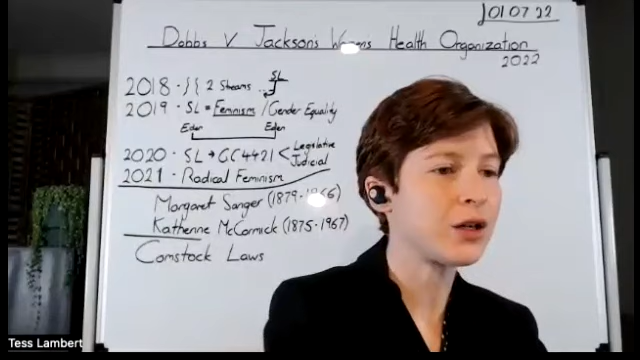 01 07 22
Dobbs V Jackson's Women's Health Organization
2022
2018 · } { 2 Streams .. SL
2019 · SL = Feminism / Gender Equality
Eden Eden
2020 · SL → GC4421 < Legislative
Judicial
2021 · Radical Feminism
Margaret Sanger (1879-1966)
Katherine McCormick (1875-1967)
Comstock Laws
Tess Lambert